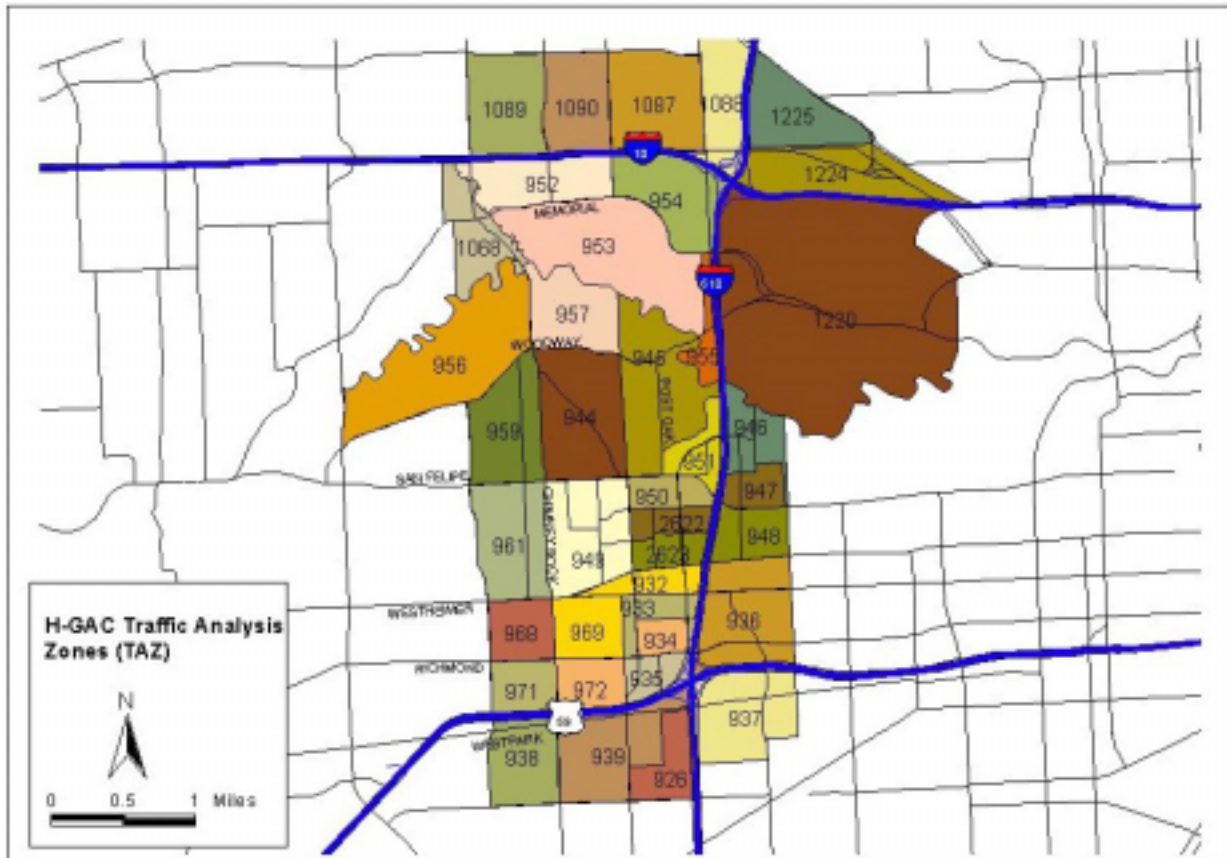 1089 1090 1087 1088 1225
10
952 954 1224
MEMORIAL
1068 953
610
957 1220
WOODWAY
956 945 955
POST OAK
959 944 946
951
SAN FELIPE
950 947
CHIMNEY ROCK
2622
961 949 2623 948
932
WESTHEIMER 933
968 969 934 936
RICHMOND 935
971 972
59 937
WESTPARK
938 939 926
H-GAC Traffic Analysis
Zones (TAZ)
N
0 0.5 1 Miles